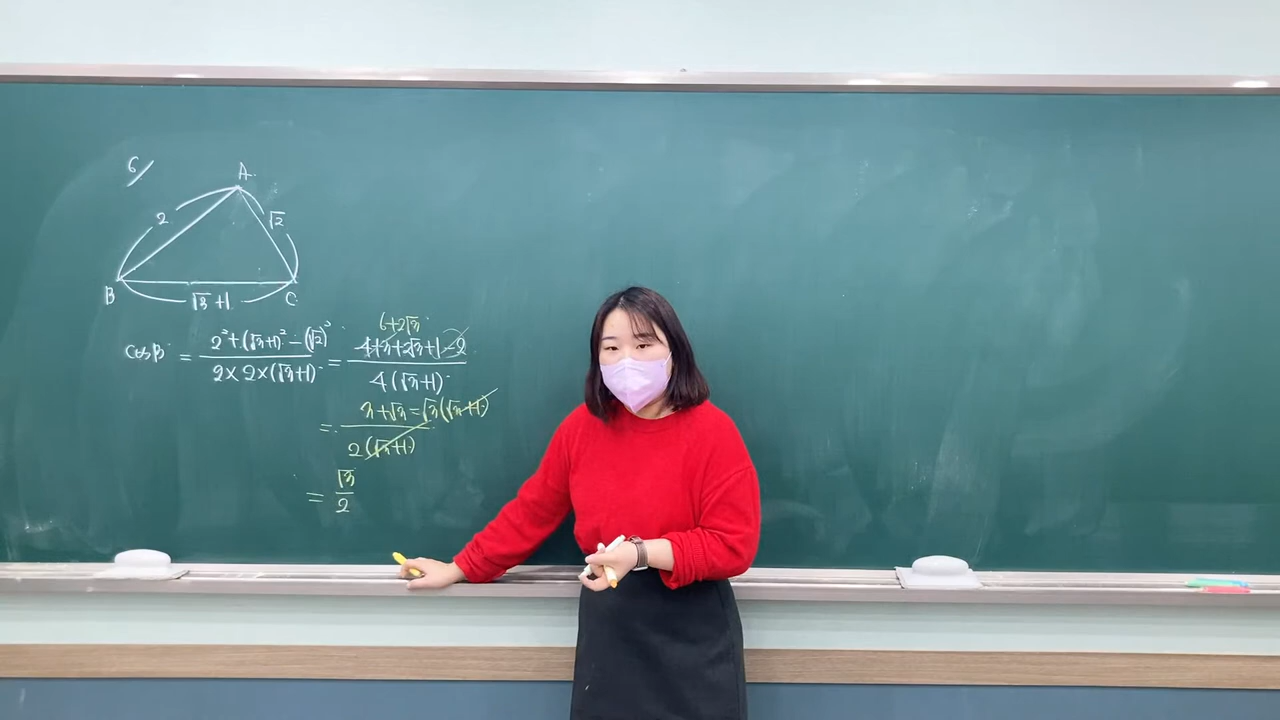 6/
A
2
√2
B
√3+1
C
cosB = 2²+(√3+1)²-(√2)² / 2×2×(√3+1) = 4+3+2√3+1-2 / 4(√3+1)
6+2√3
= 3+√3=√3(√3+1) / 2(√3+1)
= √3 / 2